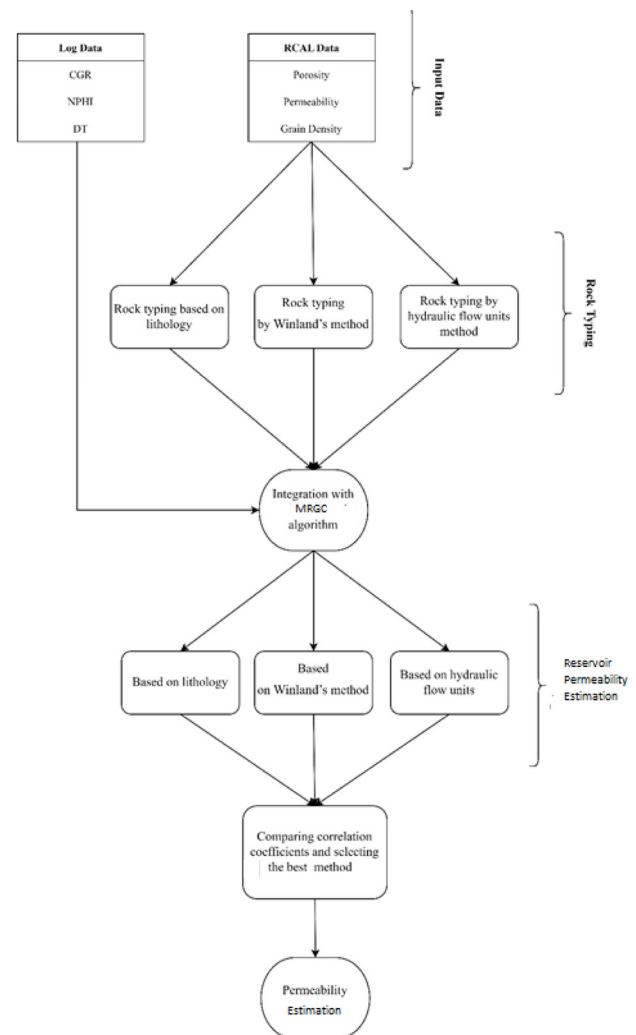 Log Data
CGR
NPHI
DT
RCAL Data
Porosity
Permeability
Grain Density
Input Data
Rock typing based on
lithology
Rock typing
by Winland's method
Rock typing by
hydraulic flow units
method
Rock Typing
Integration with
MRGC
algorithm
Based on lithology
Based
on Winland's method
Based on hydraulic
flow units
Reservoir
Permeability
Estimation
Comparing correlation
coefficients and selecting
the best method
Permeability
Estimation